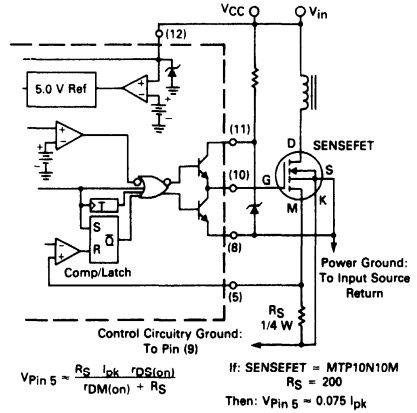 VCC
Vin
(12)
5.0 V Ref
+
−
+
−
(11)
D
SENSEFET
S
G
(10)
K
M
T
S
Q̅
R
(8)
+
−
Comp/Latch
Power Ground:
To Input Source
Return
(5)
RS
1/4 W
Control Circuitry Ground:
To Pin (9)
VPin 5 ≈ RS Ipk rDS(on) / rDM(on) + RS
If: SENSEFET = MTP10N10M
RS = 200
Then: VPin 5 ≈ 0.075 Ipk